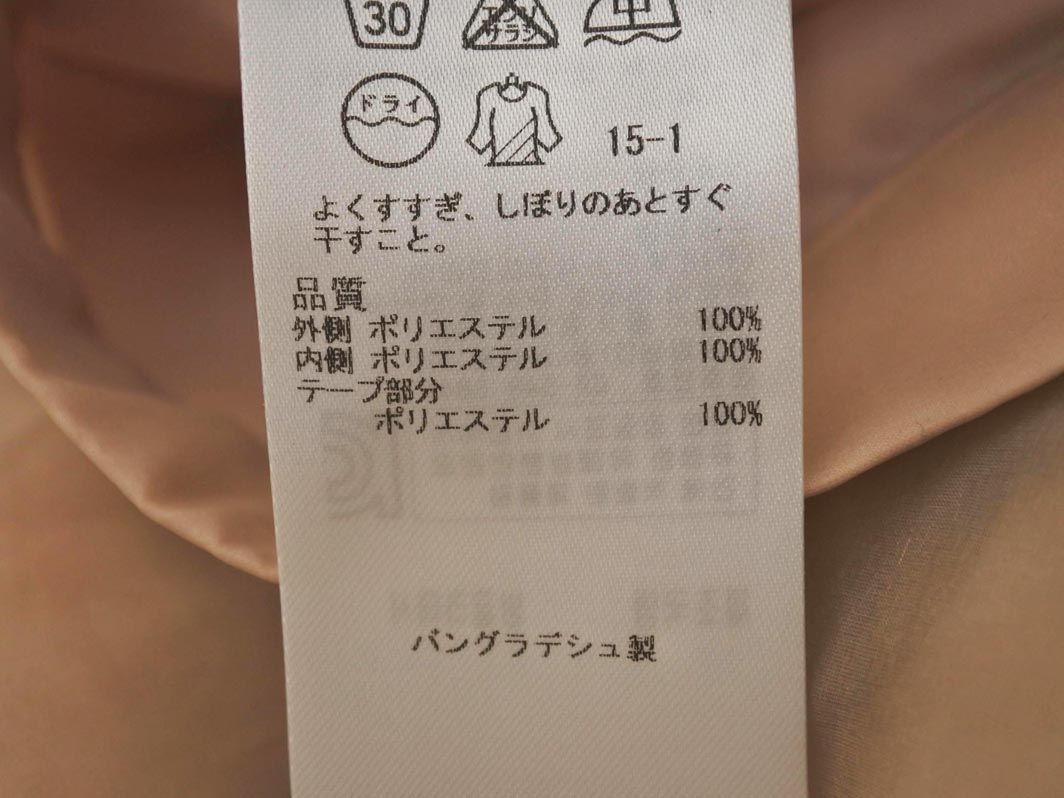 30
エンソ
サラシ
中
ドライ
15-1
よくすすぎ、しぼりのあとすぐ
干すこと。
品質
外側 ポリエステル 100%
内側 ポリエステル 100%
テープ部分
ポリエステル 100%
バングラデシュ製